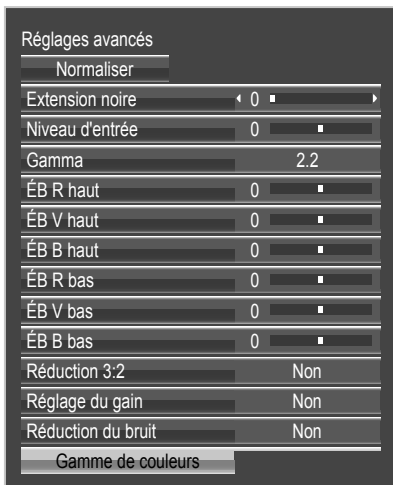 Réglages avancés
Normaliser
Extension noire 0
Niveau d'entrée 0
Gamma 2.2
ÉB R haut 0
ÉB V haut 0
ÉB B haut 0
ÉB R bas 0
ÉB V bas 0
ÉB B bas 0
Réduction 3:2 Non
Réglage du gain Non
Réduction du bruit Non
Gamme de couleurs